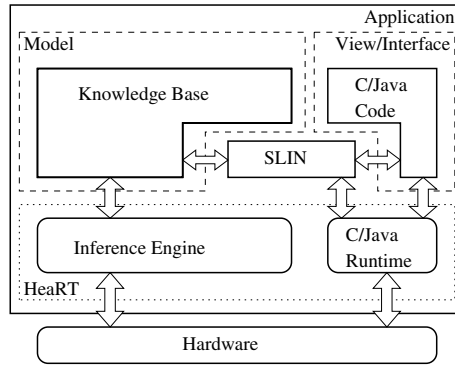 Application
Model
View/Interface
Knowledge Base
C/Java
Code
SLIN
Inference Engine
C/Java
Runtime
HeaRT
Hardware